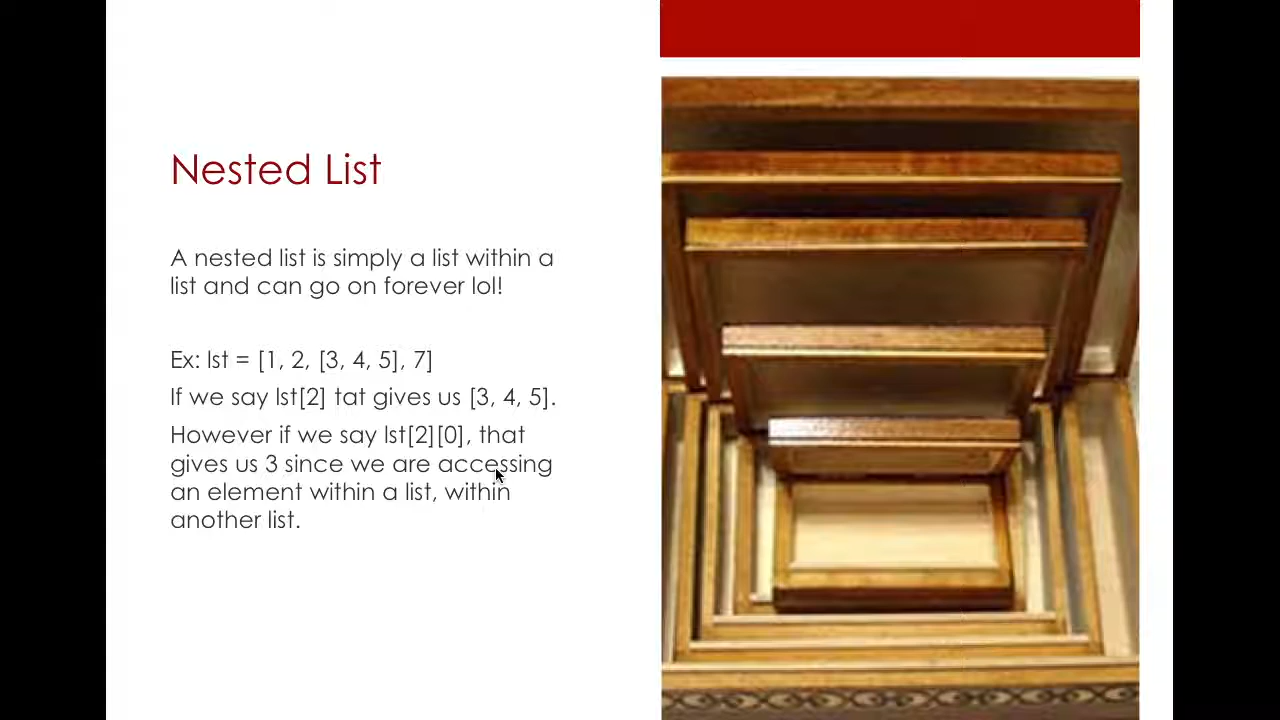 Nested List
A nested list is simply a list within a
list and can go on forever lol!
Ex: lst = [1, 2, [3, 4, 5], 7]
If we say lst[2] tat gives us [3, 4, 5].
However if we say lst[2][0], that
gives us 3 since we are accessing
an element within a list, within
another list.